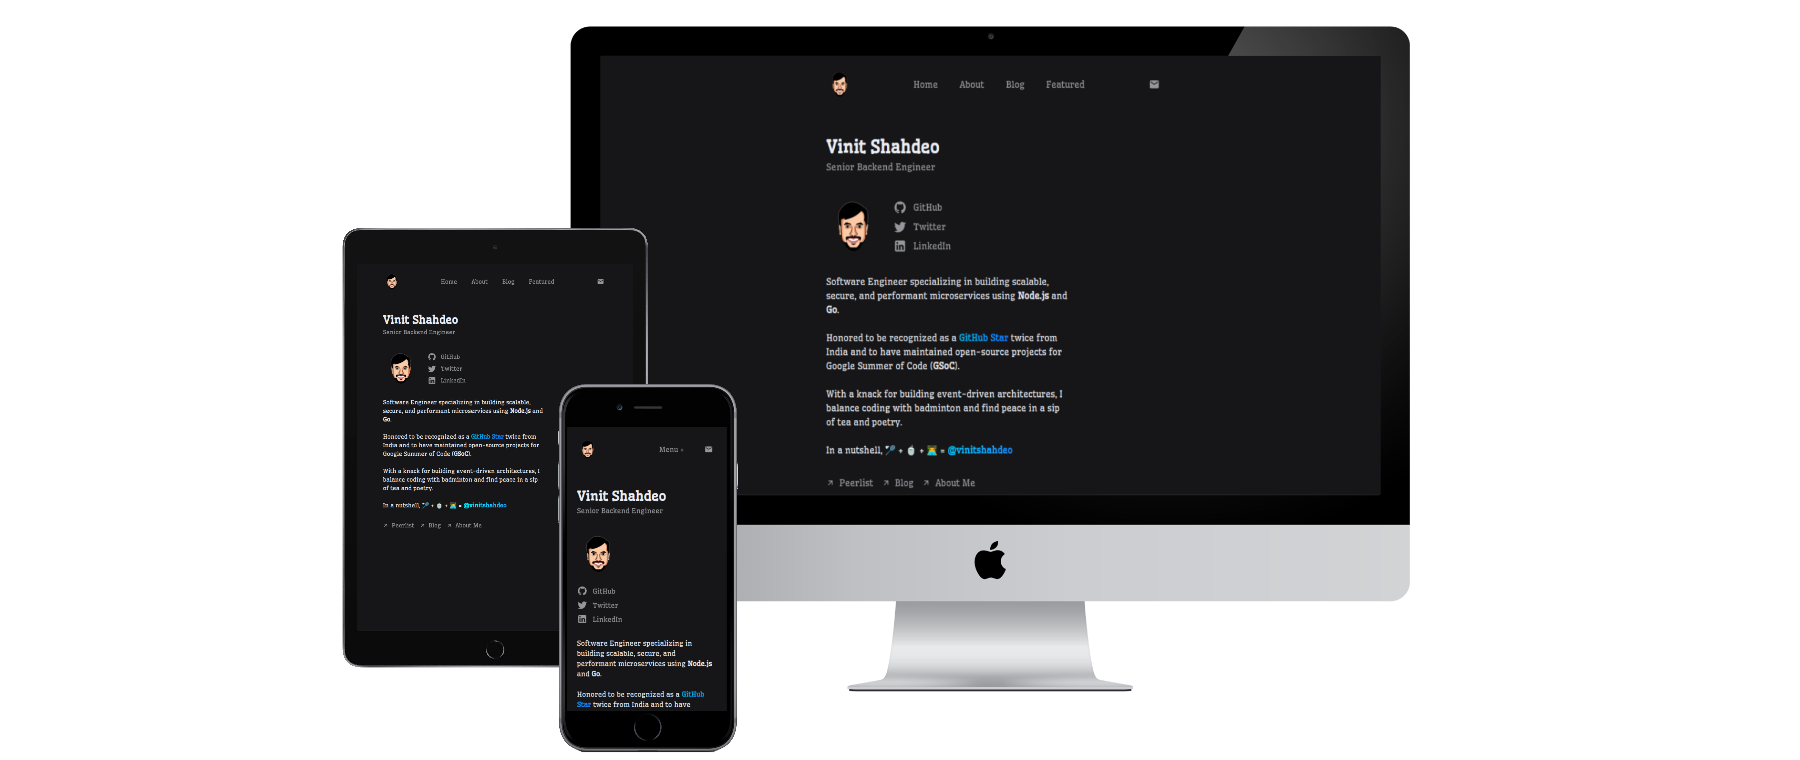 Home About Blog Featured
Vinit Shahdeo
Senior Backend Engineer
GitHub
Twitter
LinkedIn
Software Engineer specializing in building scalable,
secure, and performant microservices using Node.js and
Go.
Honored to be recognized as a GitHub Star twice from
India and to have maintained open-source projects for
Google Summer of Code (GSoC).
With a knack for building event-driven architectures, I
balance coding with badminton and find peace in a sip
of tea and poetry.
In a nutshell, 🏸 + 🍵 + 👨‍💻 = @vinitshahdeo
Peerlist Blog About Me
Home About Blog Featured
Vinit Shahdeo
Senior Backend Engineer
GitHub
Twitter
LinkedIn
Software Engineer specializing in building scalable,
secure, and performant microservices using Node.js and
Go.
Honored to be recognized as a GitHub Star twice from
India and to have maintained open-source projects for
Google Summer of Code (GSoC).
With a knack for building event-driven architectures, I
balance coding with badminton and find peace in a sip
of tea and poetry.
In a nutshell, 🏸 + 🍵 + 👨‍💻 = @vinitshahdeo
Peerlist Blog About Me
Menu
Vinit Shahdeo
Senior Backend Engineer
GitHub
Twitter
LinkedIn
Software Engineer specializing in
building scalable, secure, and
performant microservices using Node.js
and Go.
Honored to be recognized as a GitHub
Star twice from India and to have